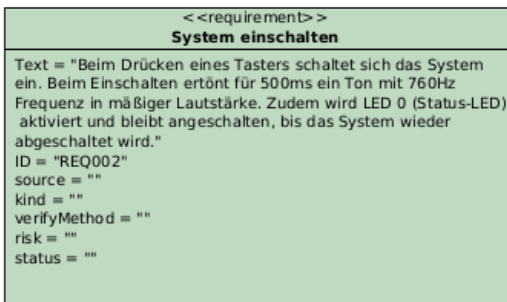 <<requirement>>
System einschalten
Text = "Beim Drücken eines Tasters schaltet sich das System
ein. Beim Einschalten ertönt für 500ms ein Ton mit 760Hz
Frequenz in mäßiger Lautstärke. Zudem wird LED 0 (Status-LED)
aktiviert und bleibt angeschalten, bis das System wieder
abgeschaltet wird."
ID = "REQ002"
source = ""
kind = ""
verifyMethod = ""
risk = ""
status = ""